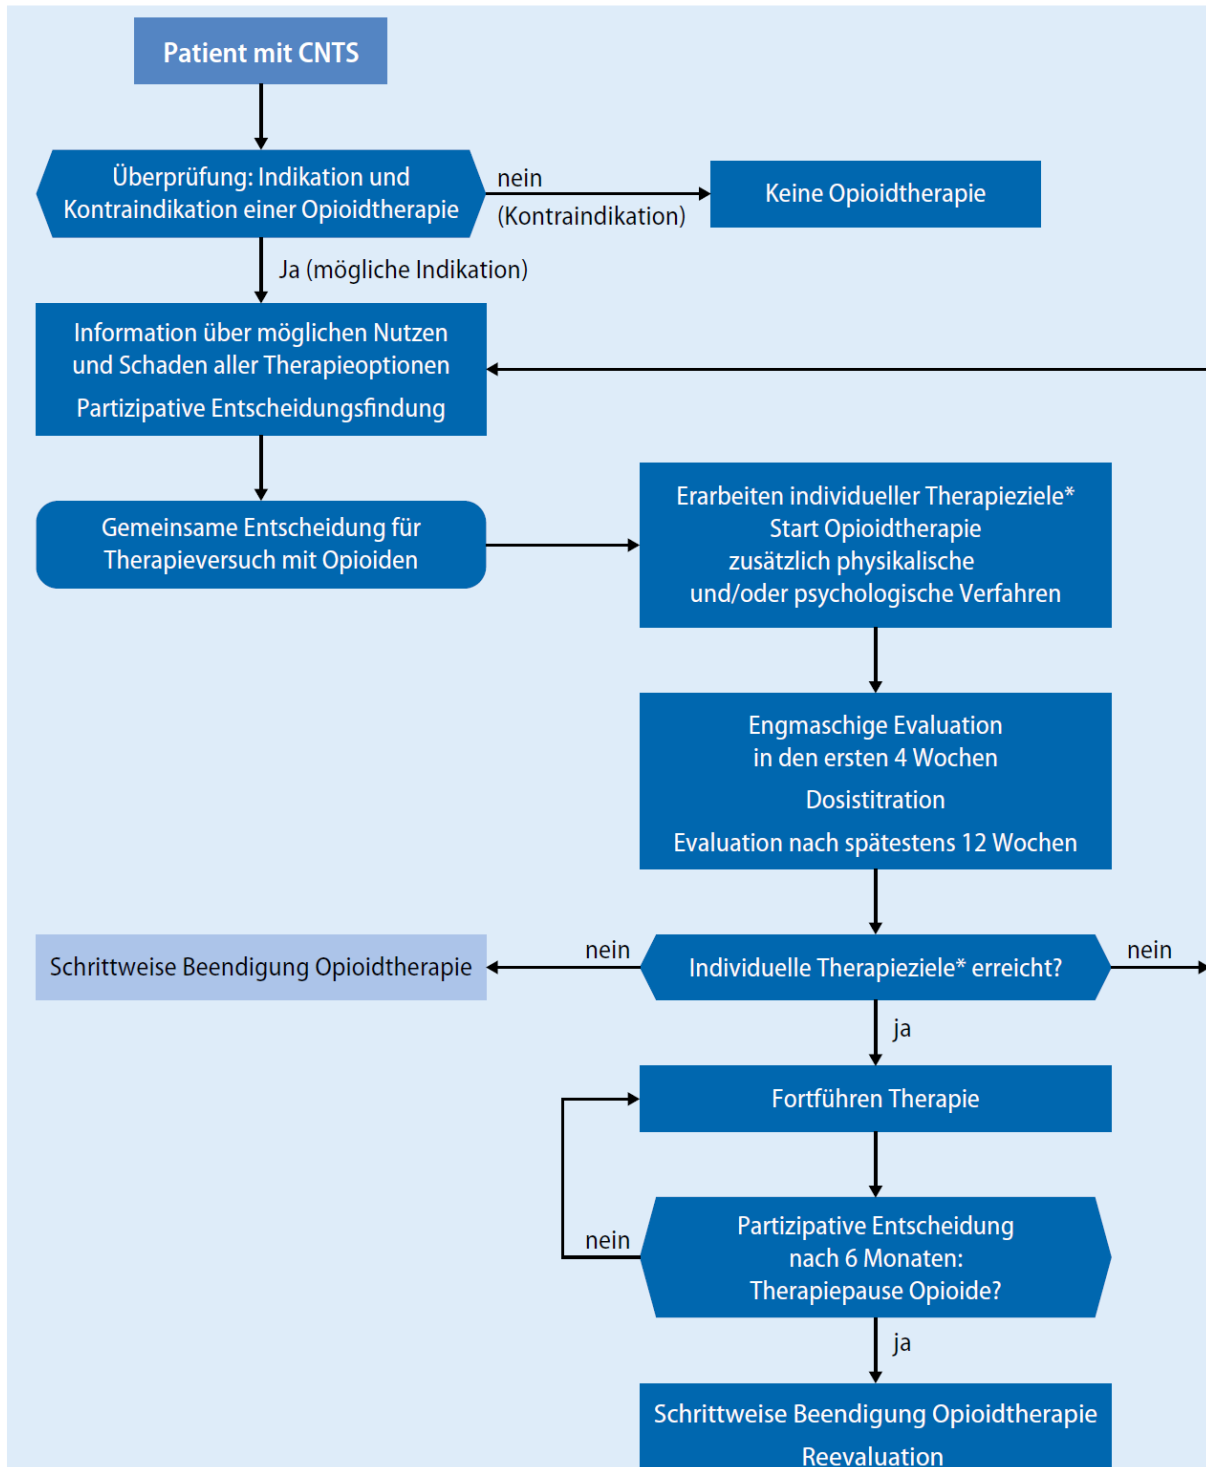 Patient mit CNTS
Überprüfung: Indikation und
Kontraindikation einer Opioidtherapie
nein
(Kontraindikation)
Keine Opioidtherapie
Ja (mögliche Indikation)
Information über möglichen Nutzen
und Schaden aller Therapieoptionen
Partizipative Entscheidungsfindung
Gemeinsame Entscheidung für
Therapieversuch mit Opioiden
Erarbeiten individueller Therapieziele*
Start Opioidtherapie
zusätzlich physikalische
und/oder psychologische Verfahren
Engmaschige Evaluation
in den ersten 4 Wochen
Dosistitration
Evaluation nach spätestens 12 Wochen
Schrittweise Beendigung Opioidtherapie
nein
Individuelle Therapieziele* erreicht?
nein
ja
Fortführen Therapie
nein
Partizipative Entscheidung
nach 6 Monaten:
Therapiepause Opioide?
ja
Schrittweise Beendigung Opioidtherapie
Reevaluation